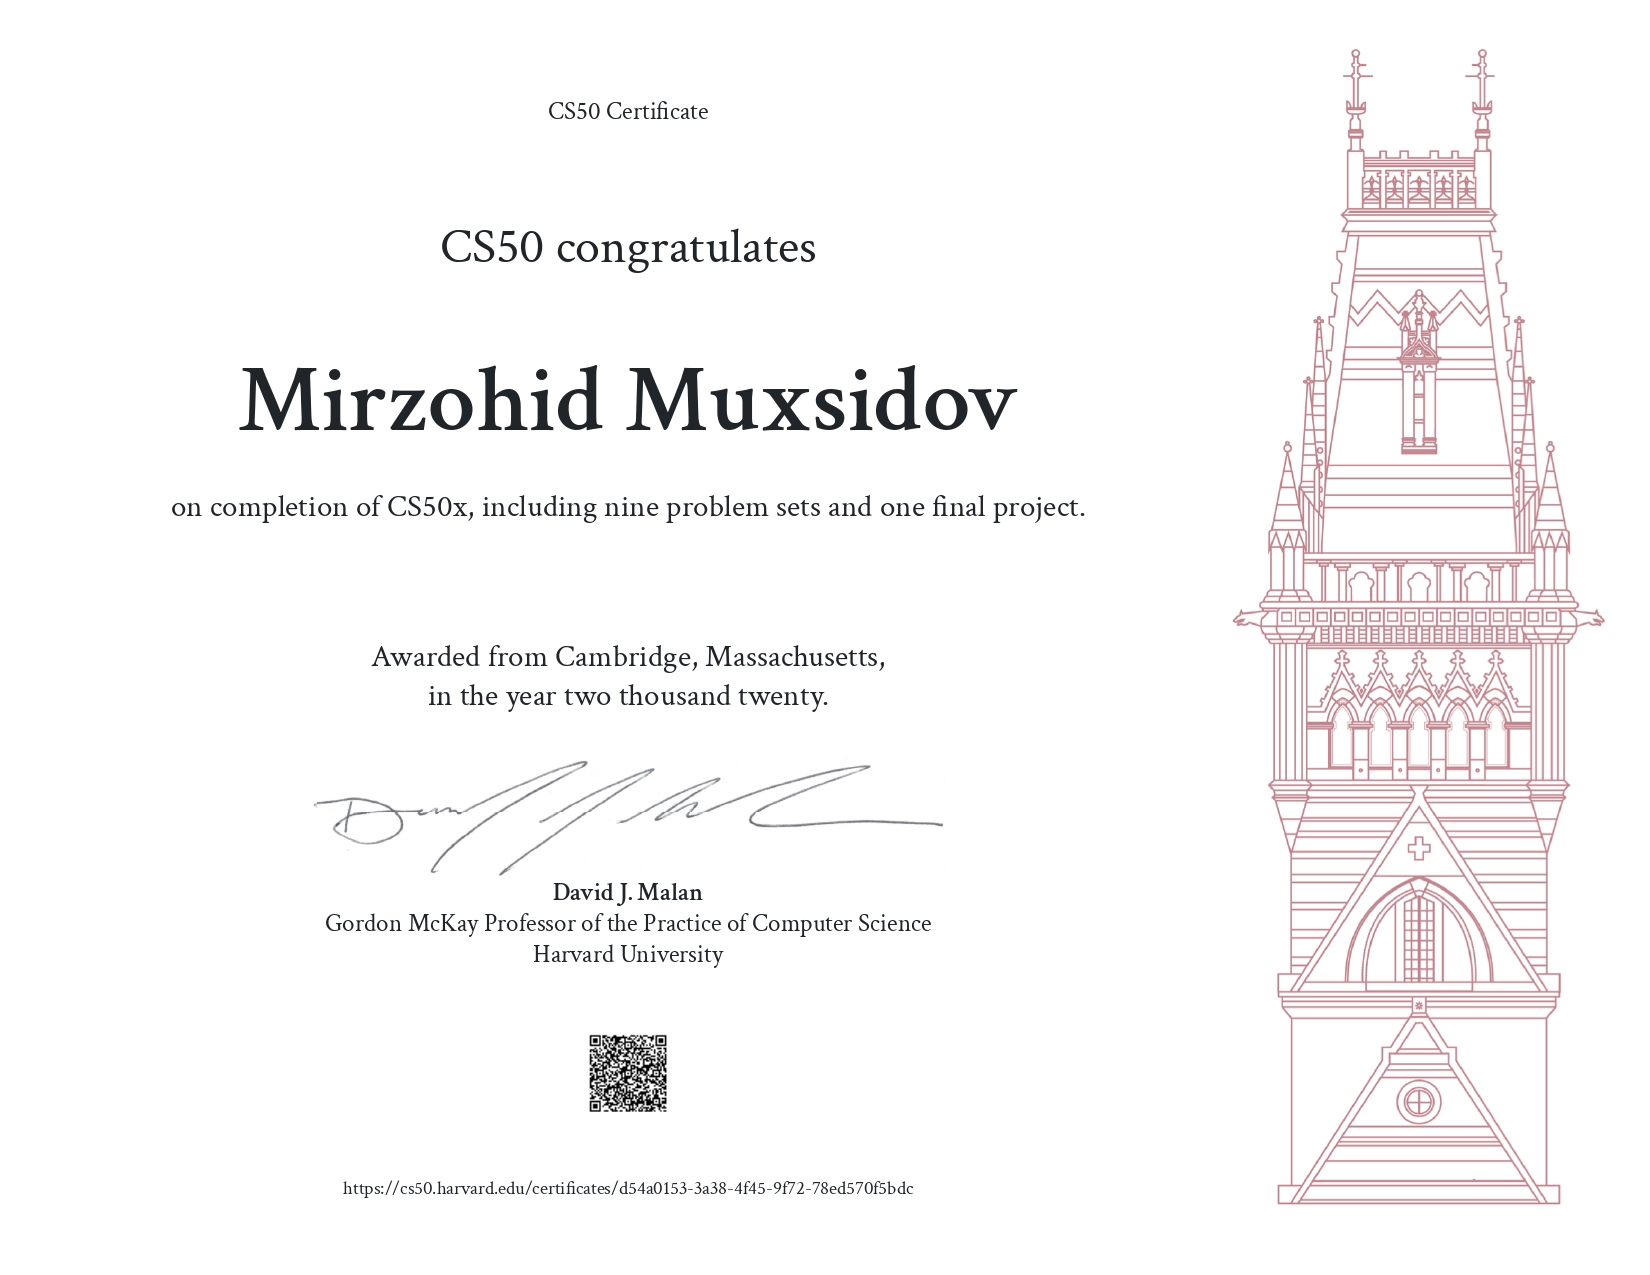 CS50 Certificate
CS50 congratulates
Mirzohid Muxsidov
on completion of CS50x, including nine problem sets and one final project.
Awarded from Cambridge, Massachusetts,
in the year two thousand twenty.
David J. Malan
Gordon McKay Professor of the Practice of Computer Science
Harvard University
https://cs50.harvard.edu/certificates/d54a0153-3a38-4f45-9f72-78ed570f5bdc